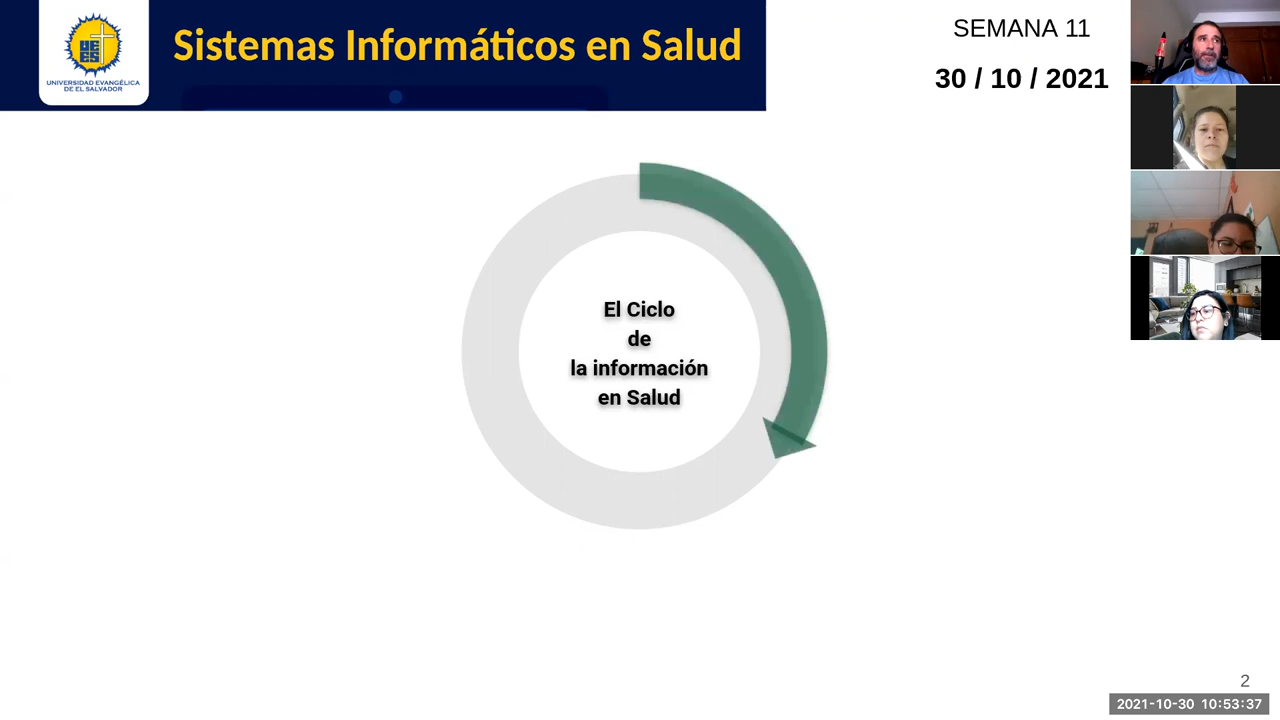 Sistemas Informáticos en Salud
UEES
UNIVERSIDAD EVANGÉLICA
DE EL SALVADOR
SEMANA 11
30 / 10 / 2021
El Ciclo
de
la información
en Salud
2
2021-10-30 10:53:37